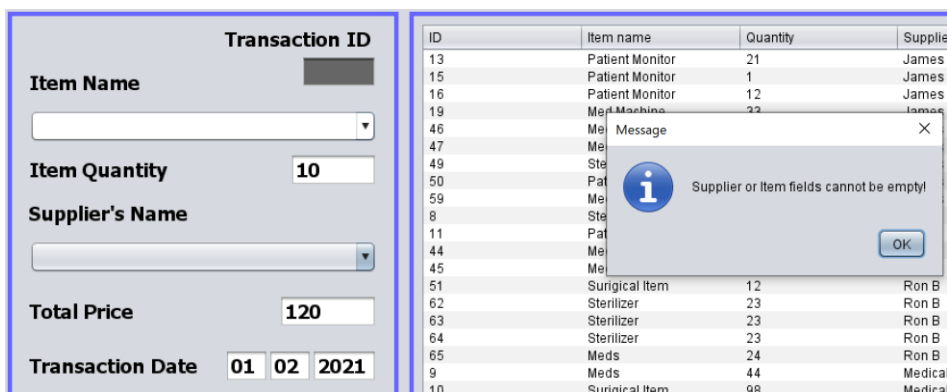 Transaction ID
Item Name
Item Quantity 10
Supplier's Name
Total Price 120
Transaction Date 01 02 2021
ID Item name Quantity
13 Patient Monitor 21 James
15 Patient Monitor 1 James
16 Patient Monitor 12 James
19 Med Machine 33 James
46
47
49
50
59
8
11
44
45
51 Surigical Item 12 Ron B
62 Sterilizer 23 Ron B
63 Sterilizer 23 Ron B
64 Sterilizer 23 Ron B
65 Meds 24 Ron B
9 Meds 44
10 Surigical Item 98
Message
Supplier or Item fields cannot be empty!
OK